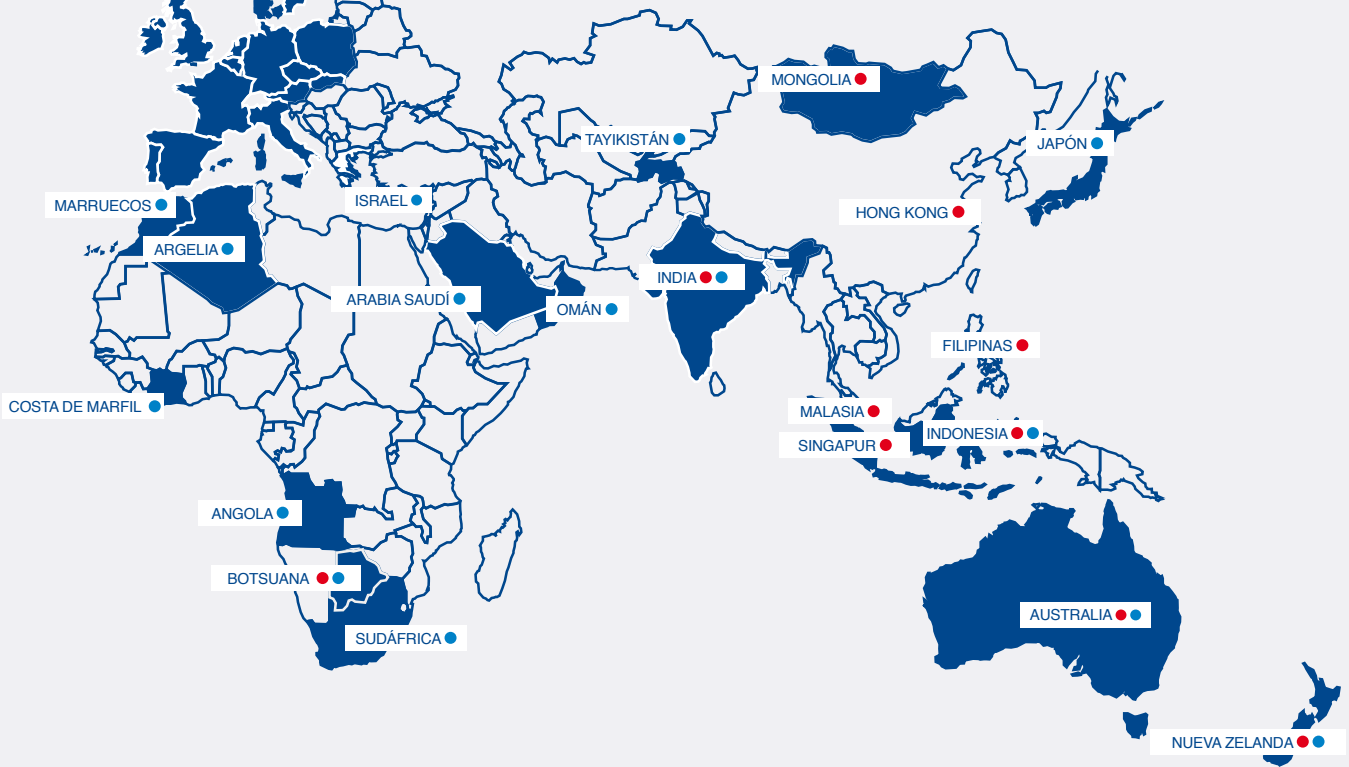 MONGOLIA
TAYIKISTÁN
JAPÓN
ISRAEL
MARRUECOS
HONG KONG
ARGELIA
INDIA
ARABIA SAUDÍ
OMÁN
FILIPINAS
COSTA DE MARFIL
MALASIA
INDONESIA
SINGAPUR
ANGOLA
BOTSUANA
AUSTRALIA
SUDÁFRICA
NUEVA ZELANDA